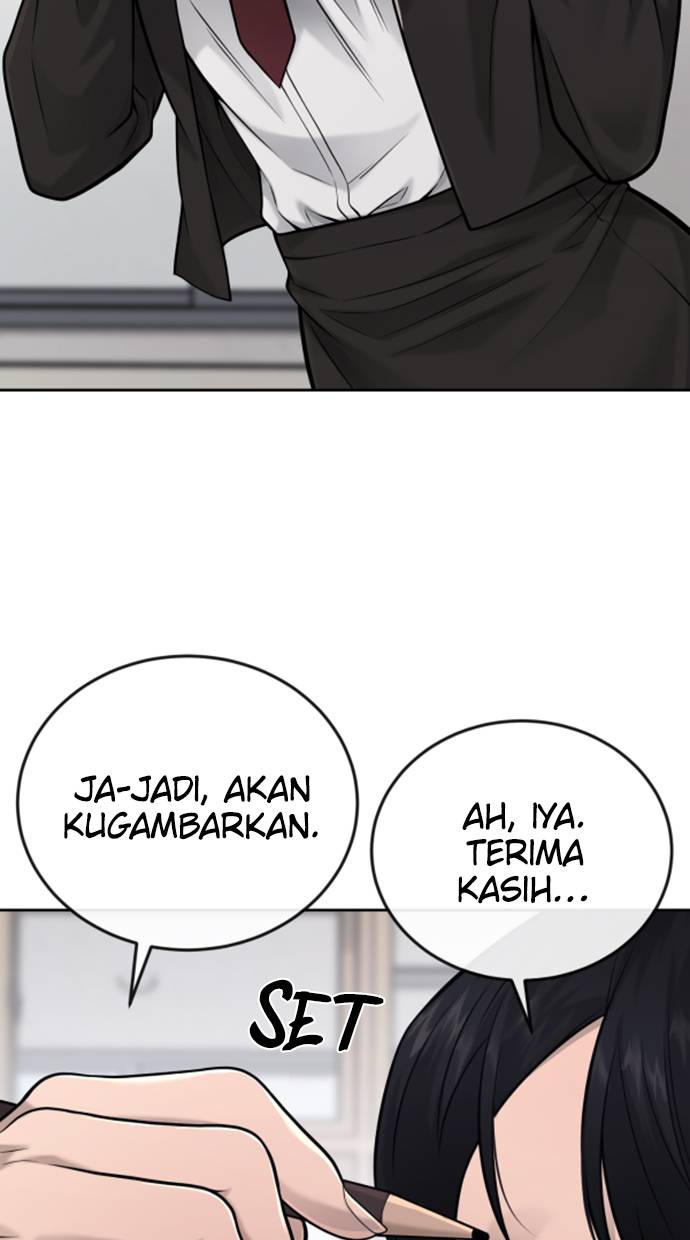 JA-JADI, AKAN
KUGAMBARKAN.
AH, IYA.
TERIMA
KASIH...
SET